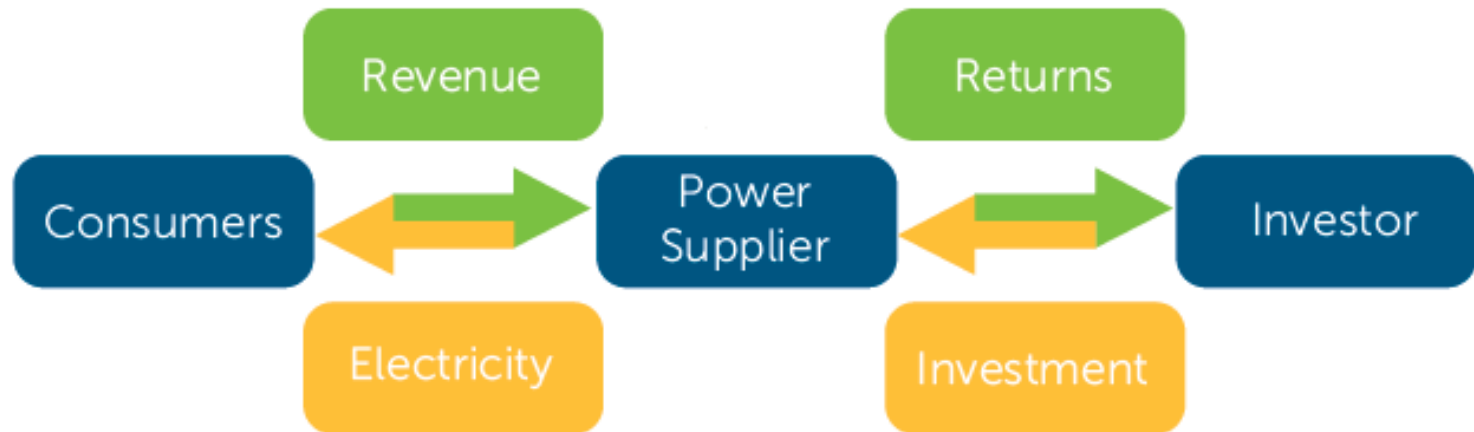 Revenue
Returns
Consumers
Power
Supplier
Investor
Electricity
Investment